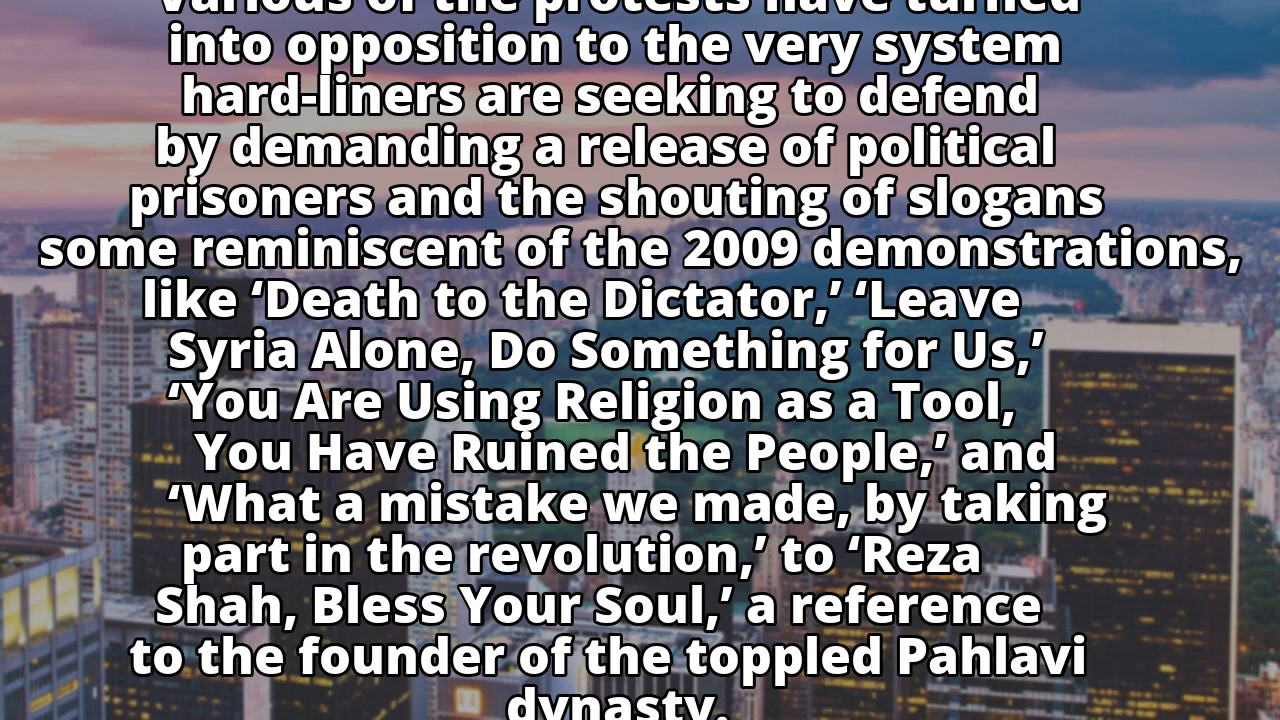 various of the protests have turned
into opposition to the very system
hard-liners are seeking to defend
by demanding a release of political
prisoners and the shouting of slogans
some reminiscent of the 2009 demonstrations,
like ‘Death to the Dictator,’ ‘Leave
Syria Alone, Do Something for Us,’
‘You Are Using Religion as a Tool,
You Have Ruined the People,’ and
‘What a mistake we made, by taking
part in the revolution,’ to ‘Reza
Shah, Bless Your Soul,’ a reference
to the founder of the toppled Pahlavi
dynasty.